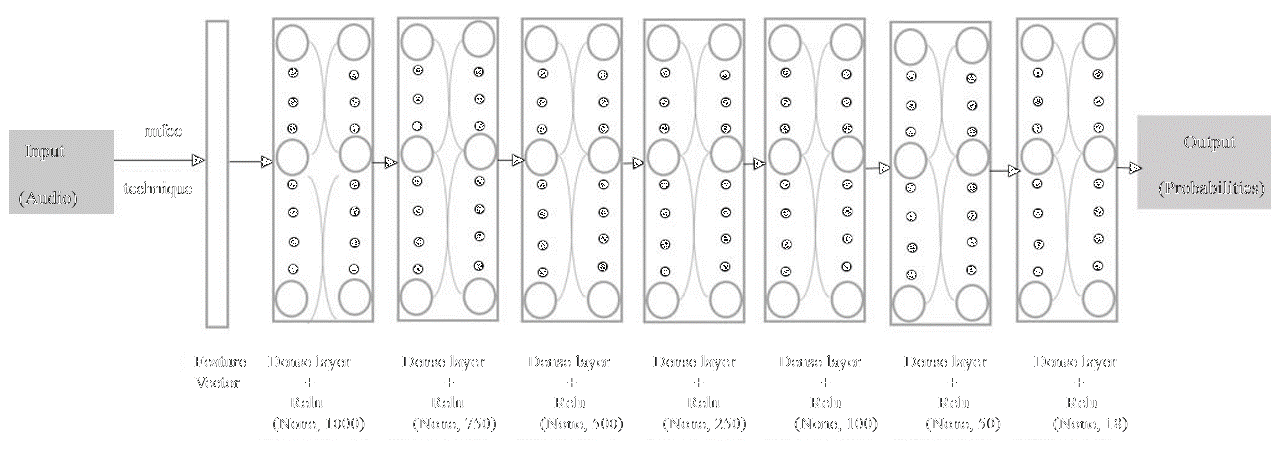 Input
(Audio)
mfcc
technique
Output
(Probabilities)
Feature
Vector
Dense layer
+
Relu
(None, 1000)
Dense layer
+
Relu
(None, 750)
Dense layer
+
Relu
(None, 500)
Dense layer
+
Relu
(None, 250)
Dense layer
+
Relu
(None, 100)
Dense layer
+
Relu
(None, 50)
Dense layer
+
Relu
(None, 18)